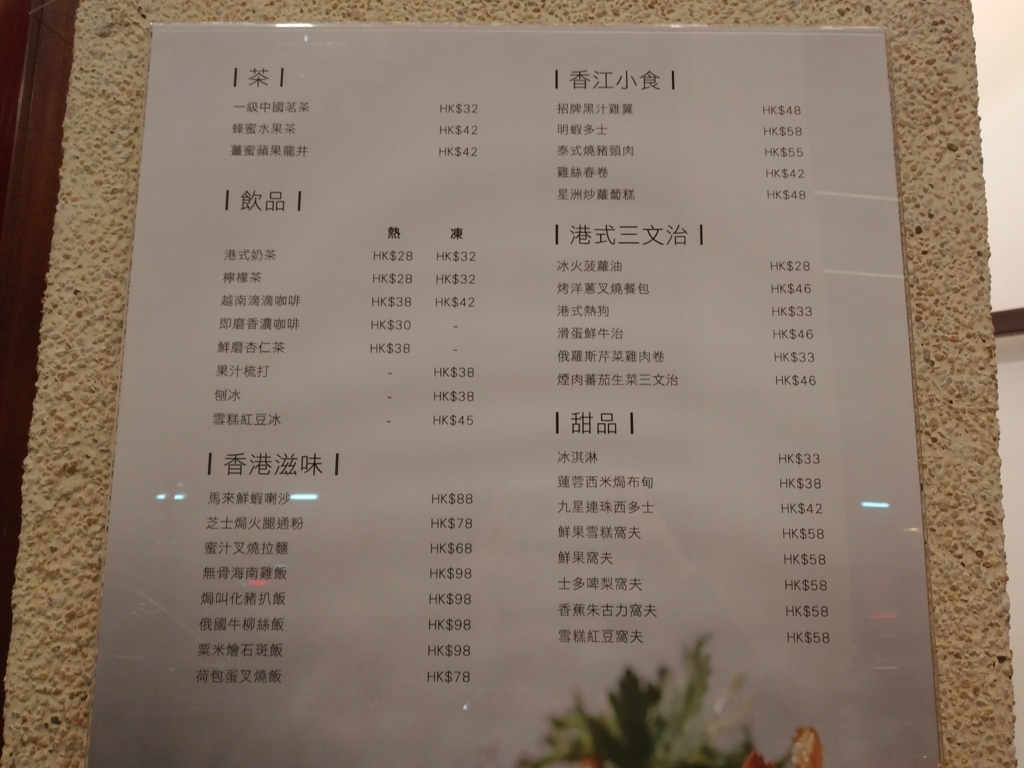 茶
一級中國茗茶 HK$32
蜂蜜水果茶 HK$42
薑蜜蘋果龍井 HK$42
飲品
熱 凍
港式奶茶 HK$28 HK$32
檸檬茶 HK$28 HK$32
越南滴滴咖啡 HK$38 HK$42
即磨香濃咖啡 HK$30 -
鮮磨杏仁茶 HK$38 -
果汁梳打 - HK$38
刨冰 - HK$38
雪糕紅豆冰 - HK$45
香港滋味
馬來鮮蝦喇沙 HK$88
芝士焗火腿通粉 HK$78
蜜汁叉燒拉麵 HK$68
無骨海南雞飯 HK$98
焗叫化豬扒飯 HK$98
俄國牛柳絲飯 HK$98
粟米燴石斑飯 HK$98
荷包蛋叉燒飯 HK$78
香江小食
招牌黑汁雞翼 HK$48
明蝦多士 HK$58
泰式燒豬頸肉 HK$55
雞絲春卷 HK$42
星洲炒蘿蔔糕 HK$48
港式三文治
冰火菠蘿油 HK$28
烤洋蔥叉燒餐包 HK$46
港式熱狗 HK$33
滑蛋鮮牛治 HK$46
俄羅斯芹菜雞肉卷 HK$33
煙肉蕃茄生菜三文治 HK$46
甜品
冰淇淋 HK$33
蓮蓉西米焗布甸 HK$38
九星連珠西多士 HK$42
鮮果雪糕窩夫 HK$58
鮮果窩夫 HK$58
士多啤梨窩夫 HK$58
香蕉朱古力窩夫 HK$58
雪糕紅豆窩夫 HK$58